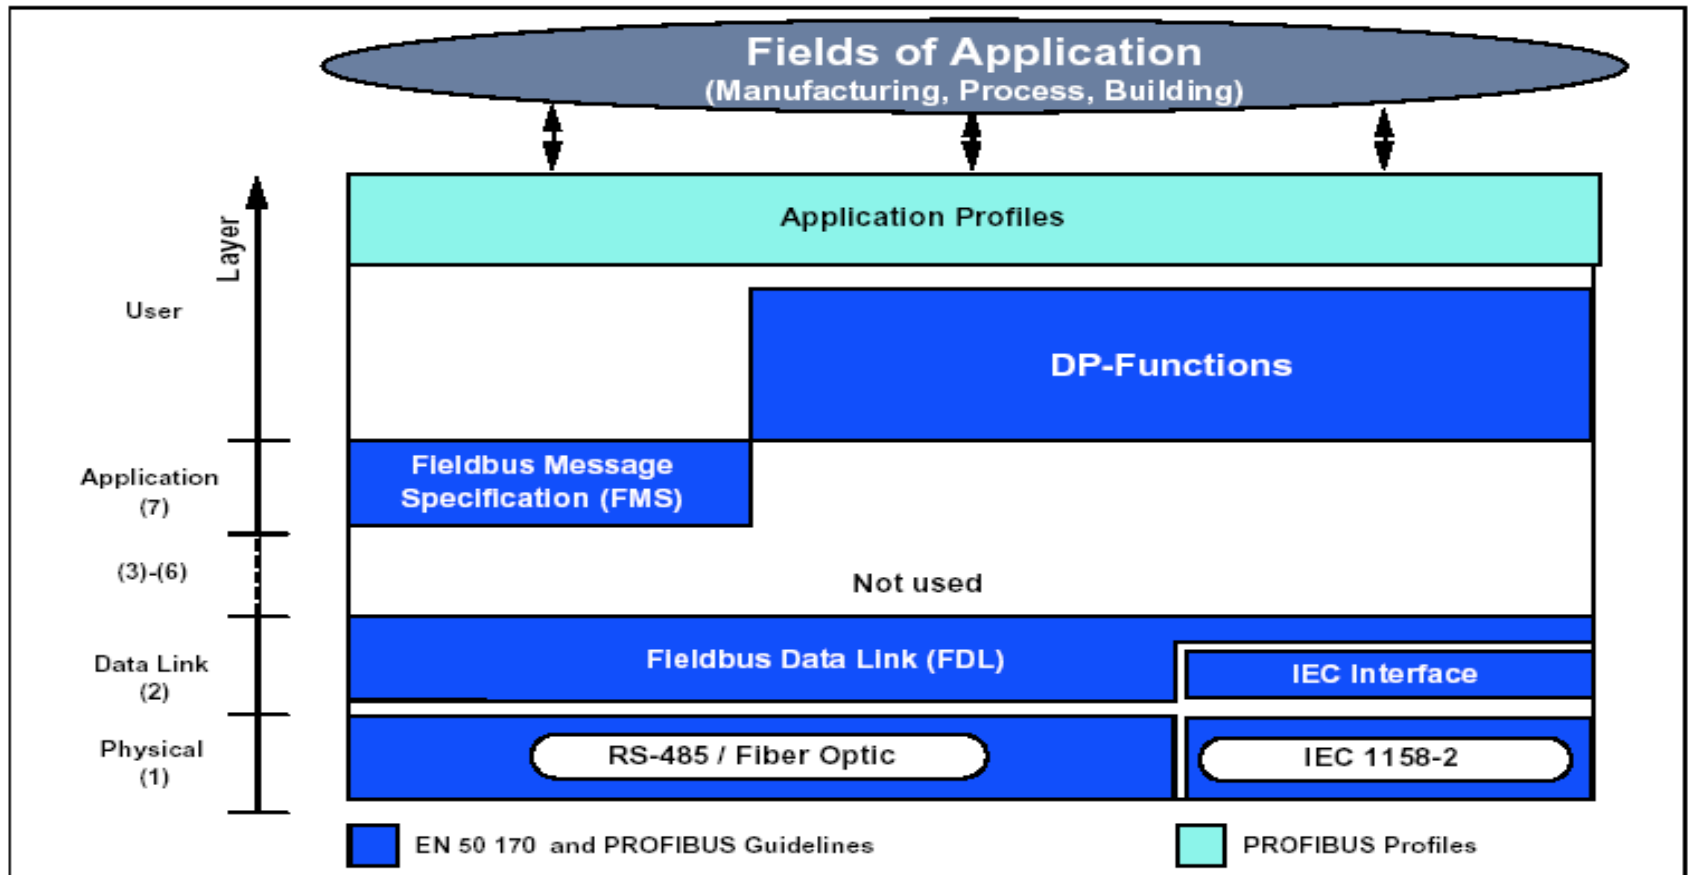 Fields of Application
(Manufacturing, Process, Building)
Layer
Application Profiles
User
DP-Functions
Application
(7)
Fieldbus Message
Specification (FMS)
(3)-(6)
Not used
Data Link
(2)
Fieldbus Data Link (FDL)
IEC Interface
Physical
(1)
RS-485 / Fiber Optic
IEC 1158-2
EN 50 170 and PROFIBUS Guidelines
PROFIBUS Profiles